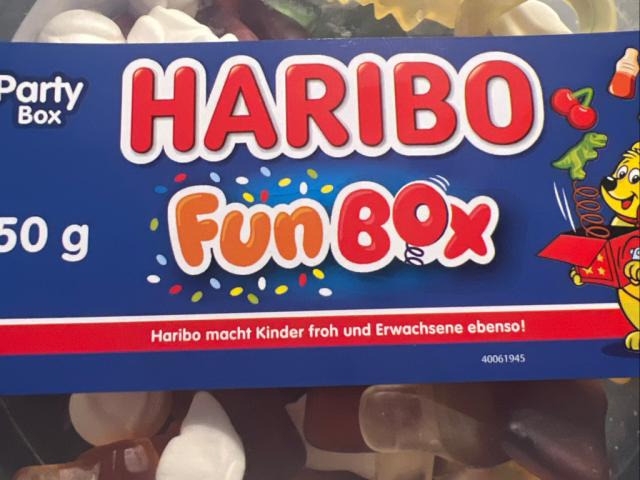 Party
Box
HARIBO
Fun Box
50 g
Haribo macht Kinder froh und Erwachsene ebenso!
40061945